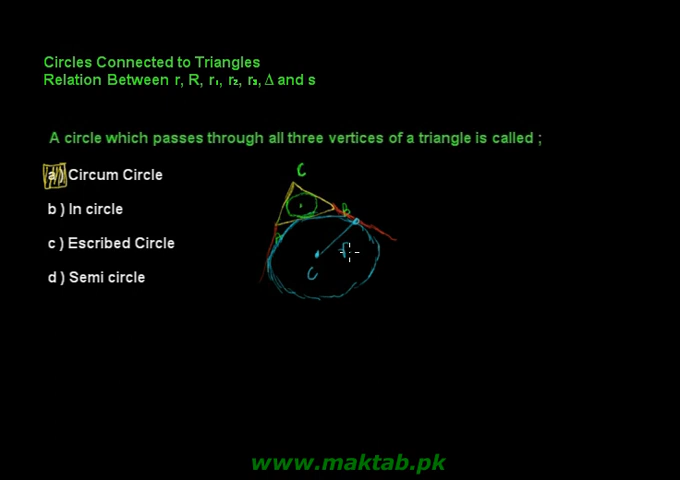 Circles Connected to Triangles
Relation Between r, R, r₁, r₂, r₃, Δ and s
A circle which passes through all three vertices of a triangle is called ;
a ) Circum Circle
b ) In circle
c ) Escribed Circle
d ) Semi circle
C
B
A
C
www.maktab.pk